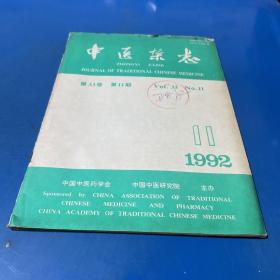 中医杂志
ZHONGYI ZAZHI
JOURNAL OF TRADITIONAL CHINESE MEDICINE
第33卷 第11期 Vol. 33 No.11
11
1992
中国中医药学会 中国中医研究院 主办
Sponsored by CHINA ASSOCIATION OF TRADITIONAL
CHINESE MEDICINE AND PHARMACY
CHINA ACADEMY OF TRADITIONAL CHINESE MEDICINE